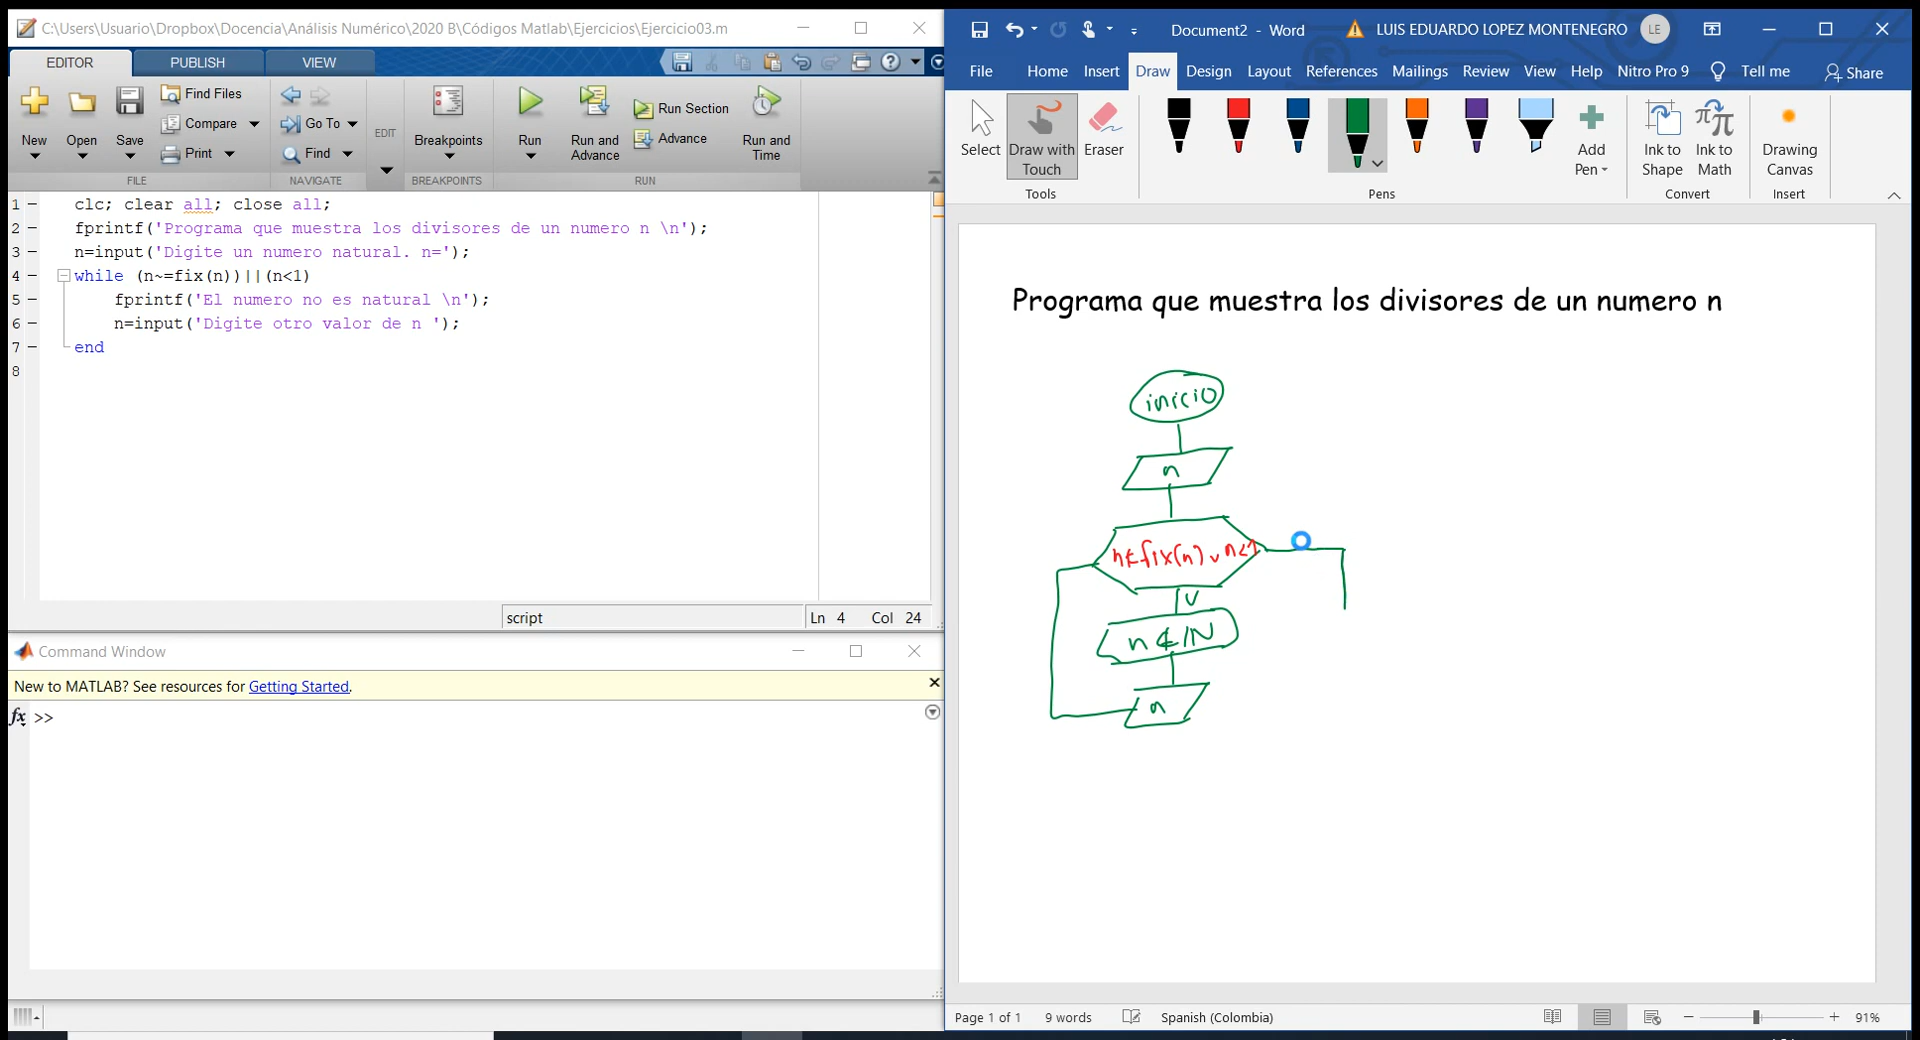 C:\Users\Usuario\Dropbox\Docencia\Análisis Numérico\2020 B\Códigos Matlab\Ejercicios\Ejercicio03.m
EDITOR PUBLISH VIEW
New Open Save Find Files Compare Print
Go To Find
EDIT
Breakpoints
Run Run and Advance Run Section Advance Run and Time
FILE NAVIGATE BREAKPOINTS RUN
1 clc; clear all; close all;
2 fprintf('Programa que muestra los divisores de un numero n \n');
3 n=input('Digite un numero natural. n=');
4 while (n~=fix(n))||(n<1)
5 fprintf('El numero no es natural \n');
6 n=input('Digite otro valor de n ');
7 end
8
script Ln 4 Col 24
Command Window
New to MATLAB? See resources for Getting Started.
fx >>
Document2 - Word LUIS EDUARDO LOPEZ MONTENEGRO LE
File Home Insert Draw Design Layout References Mailings Review View Help Nitro Pro 9 Tell me Share
Select Draw with Touch Eraser
Add Pen
Ink to Shape Ink to Math
Drawing Canvas
Tools Pens Convert Insert
Programa que muestra los divisores de un numero n
inicio
n
fix(n) v n<1
v
n ∉ IN
n
Page 1 of 1 9 words Spanish (Colombia) 91%